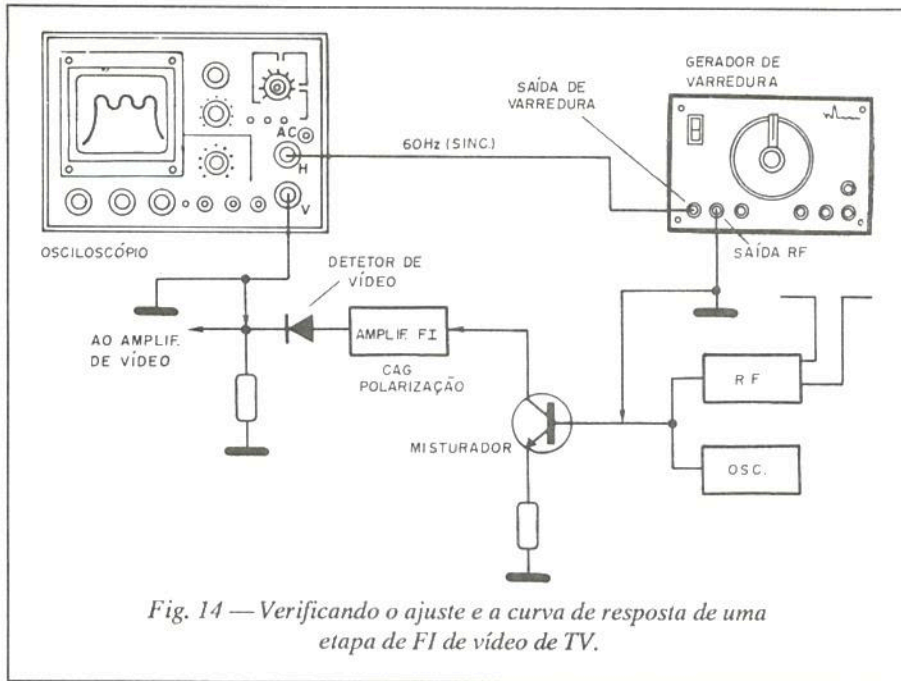 GERADOR DE
VARREDURA
SAÍDA DE
VARREDURA
AC
H
60Hz (SINC.)
V
OSCILOSCÓPIO
SAÍDA RF
DETETOR DE
VÍDEO
AO AMPLIF.
DE VÍDEO
AMPLIF. FI
CAG
POLARIZAÇÃO
RF
MISTURADOR
OSC.
Fig. 14 — Verificando o ajuste e a curva de resposta de uma
etapa de FI de vídeo de TV.